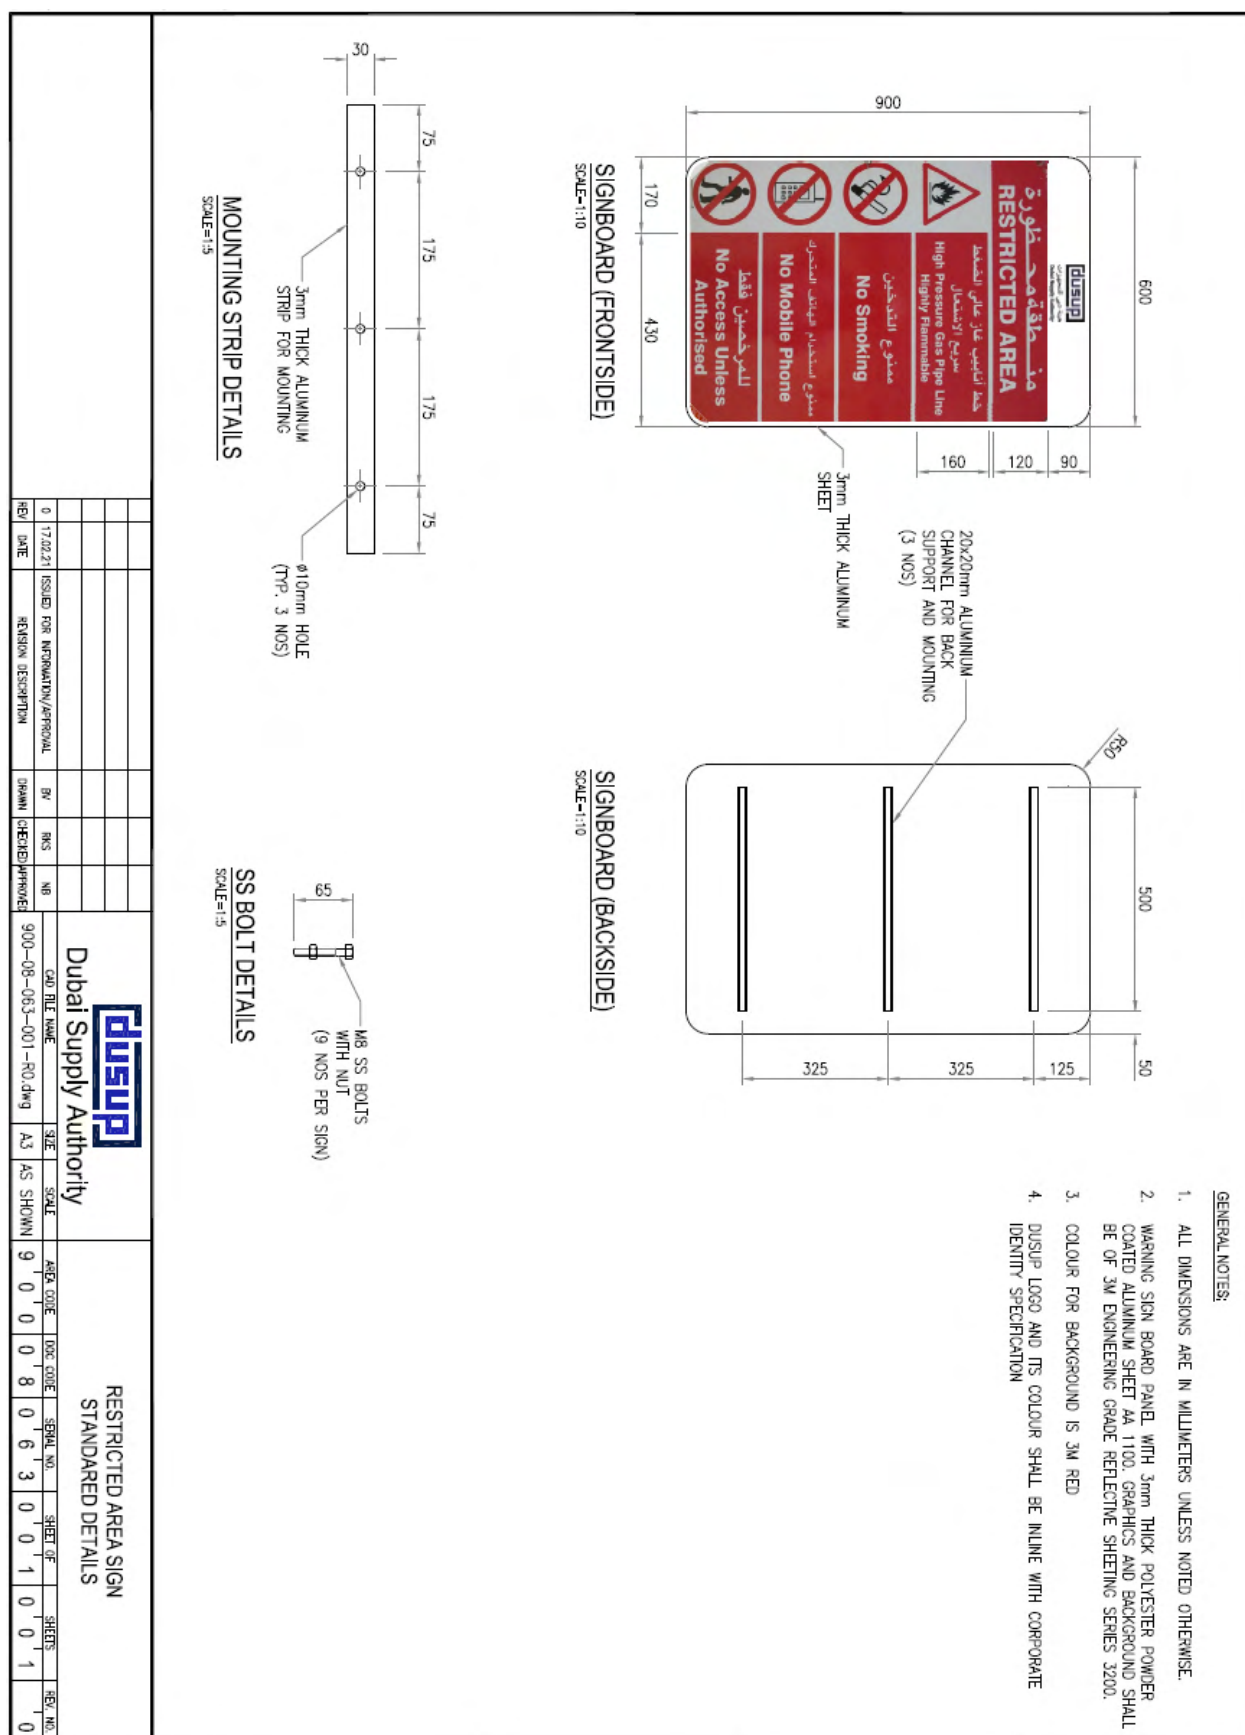 GENERAL NOTES:
1. ALL DIMENSIONS ARE IN MILLIMETERS UNLESS NOTED OTHERWISE.
2. WARNING SIGN BOARD PANEL WITH 3mm THICK POLYESTER POWDER
COATED ALUMINUM SHEET AA 1100. GRAPHICS AND BACKGROUND SHALL
BE OF 3M ENGINEERING GRADE REFLECTIVE SHEETING SERIES 3200.
3. COLOUR FOR BACKGROUND IS 3M RED
4. DUSUP LOGO AND ITS COLOUR SHALL BE INLINE WITH CORPORATE
IDENTITY SPECIFICATION
600
900
dusup
منـــطقة محـظورة
RESTRICTED AREA
خط أنابيب غاز عالي الضغط
سريع الاشتعال
High Pressure Gas Pipe Line
Highly Flammable
ممنوع التدخين
No Smoking
ممنوع استخدام الهاتف المتحرك
No Mobile Phone
للمرخصين فقط
No Access Unless
Authorised
90
120
160
170
430
3mm THICK ALUMINUM
SHEET
SIGNBOARD (FRONTSIDE)
SCALE=1:10
R50
500
50
125
325
325
20x20mm ALUMINIUM
CHANNEL FOR BACK
SUPPORT AND MOUNTING
(3 NOS)
SIGNBOARD (BACKSIDE)
SCALE=1:10
75
175
175
75
30
3mm THICK ALUMINUM
STRIP FOR MOUNTING
ø10mm HOLE
(TYP. 3 NOS)
MOUNTING STRIP DETAILS
SCALE=1:5
65
M8 SS BOLTS
WITH NUT
(9 NOS PER SIGN)
SS BOLT DETAILS
SCALE=1:5
0 17.02.21 ISSUED FOR INFORMATION/APPROVAL BV RKS NB
REV DATE REVISION DESCRIPTION DRAWN CHECKED APPROVED
dusup
Dubai Supply Authority
CAD FILE NAME SIZE SCALE
900-08-063-001-R0.dwg A3 AS SHOWN
RESTRICTED AREA SIGN
STANDARED DETAILS
AREA CODE DOC CODE SERIAL NO. SHEET OF SHEETS REV. NO.
9 0 0 0 8 0 6 3 0 0 1 0 0 1 0